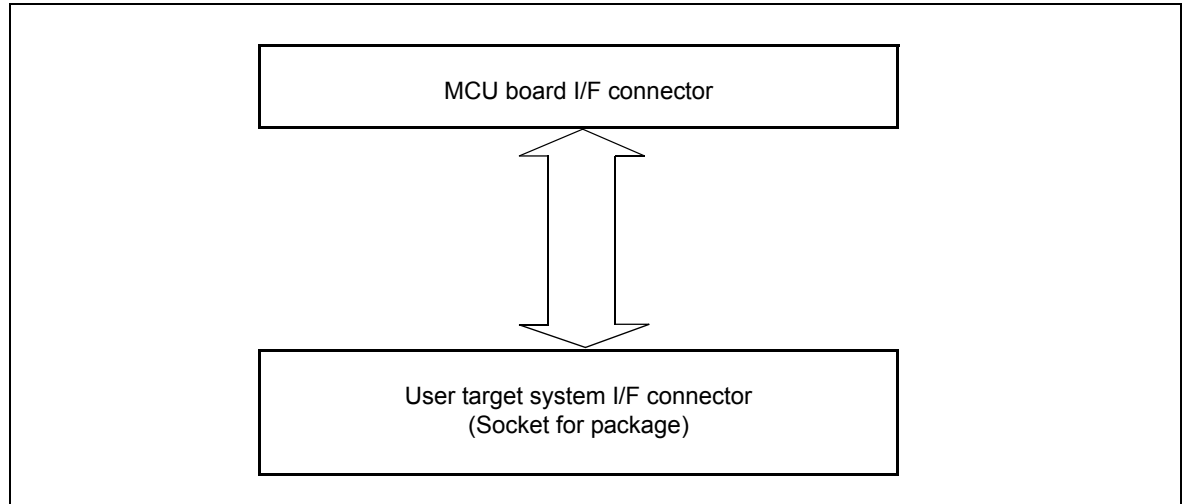 MCU board I/F connector
User target system I/F connector
(Socket for package)